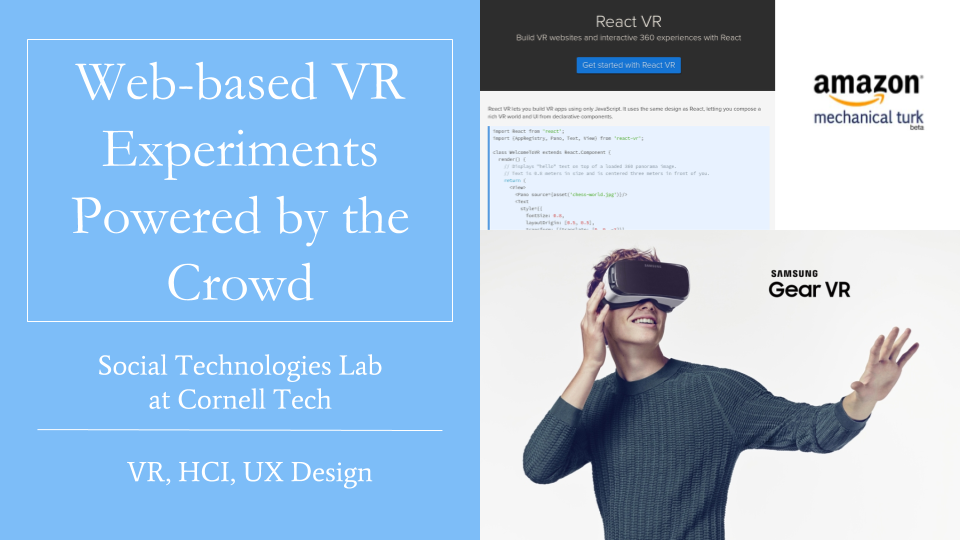 Web-based VR
Experiments
Powered by the
Crowd
Social Technologies Lab
at Cornell Tech
VR, HCI, UX Design
React VR
Build VR websites and interactive 360 experiences with React
Get started with React VR
React VR lets you build VR apps using only JavaScript. It uses the same design as React, letting you compose a
rich VR world and UI from declarative components.
import React from 'react';
import {AppRegistry, Pano, Text, View} from 'react-vr';
class WelcomeToVR extends React.Component {
render() {
// Displays "hello" text on top of a loaded 360 panorama image.
// Text is 0.8 meters in size and is centered three meters in front of you.
return (
<View>
<Pano source={asset('chess-world.jpg')}/>
<Text
style={{
fontSize: 0.8,
layoutOrigin: [0.5, 0.5],
amazon
mechanical turk
beta
SAMSUNG
Gear VR